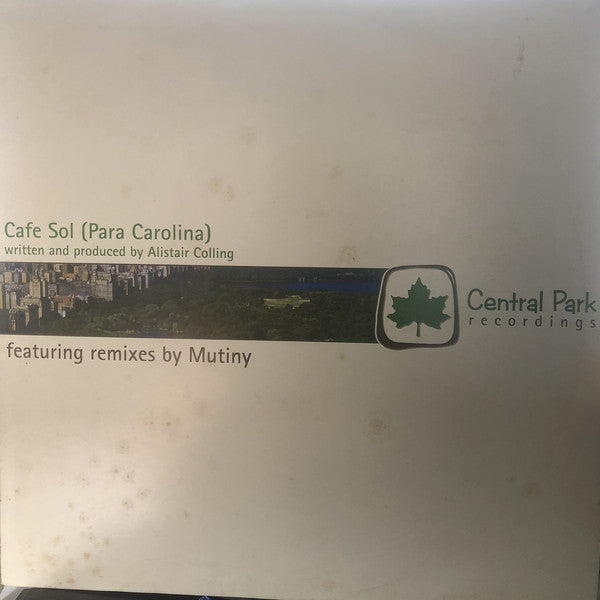 Cafe Sol (Para Carolina)
written and produced by Alistair Colling
Central Park
recordings
featuring remixes by Mutiny